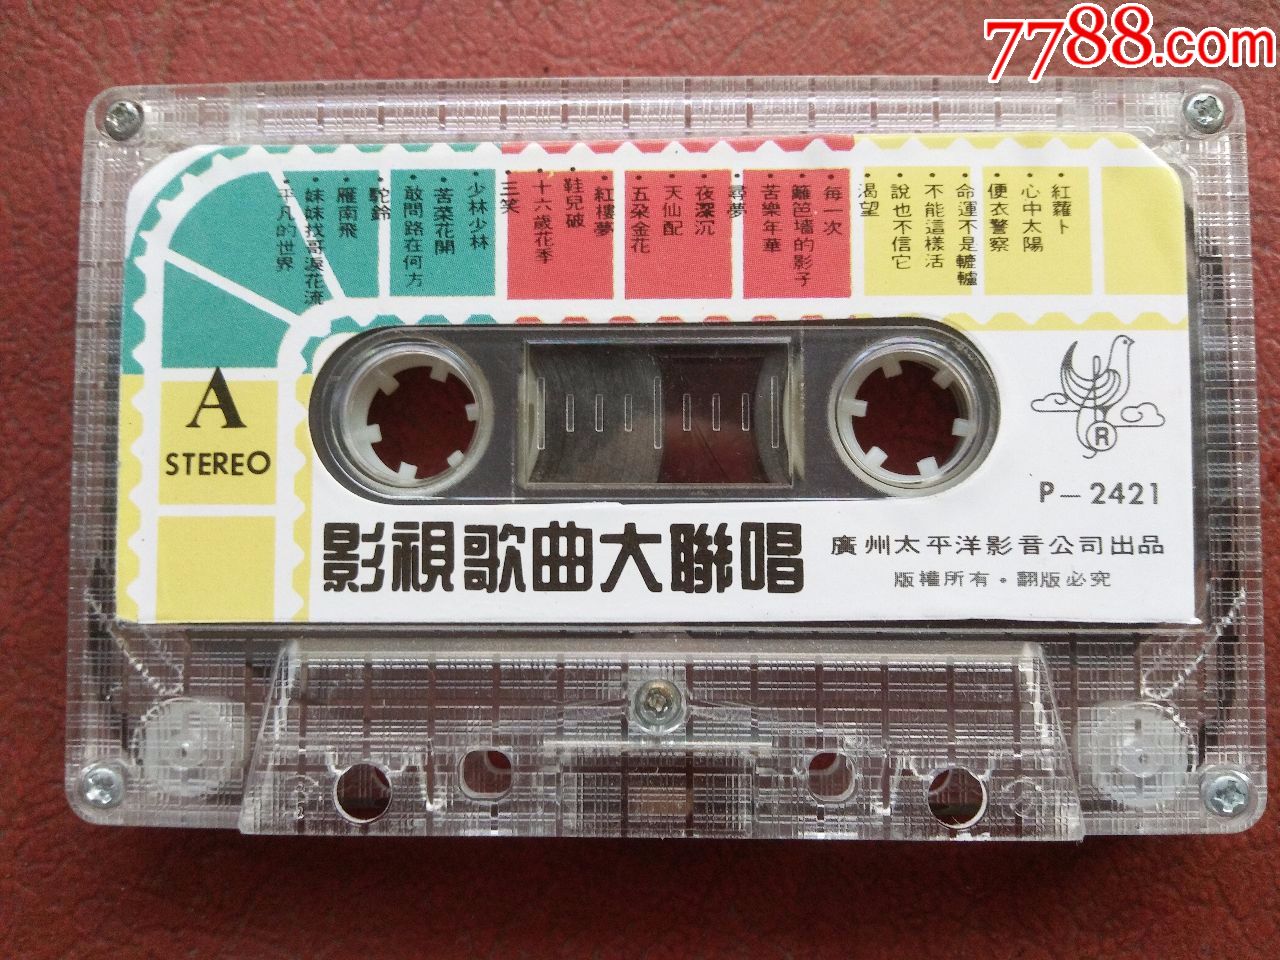 7788.com
·紅蘿卜
·心中太陽
·便衣警察
·命運不是轆轤
·不能這樣活
·說也不信它
·渴望
·每一次
·籬笆墻的影子
·苦樂年華
·尋夢
·夜深沉
·天仙配
·五朶金花
·紅樓夢
·鞋兒破
·十六歲花季
·三笑
·少林少林
·苦菜花開
·敢問路在何方
·駝鈴
·雁南飛
·妹妹找哥淚花流
·平凡的世界
A
STEREO
R
P—2421
影視歌曲大聯唱
廣州太平洋影音公司出品
版權所有·翻版必究